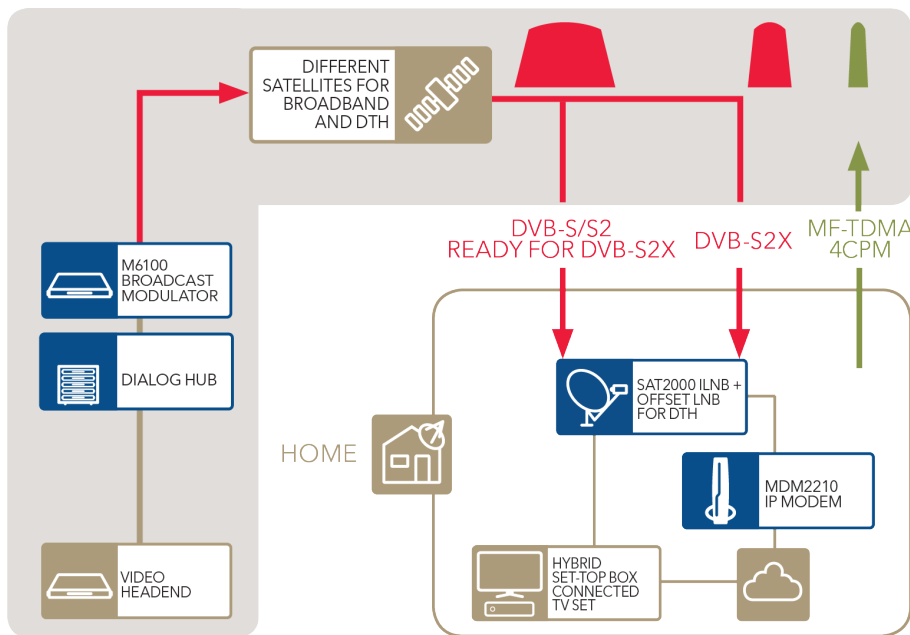 DIFFERENT
SATELLITES FOR
BROADBAND
AND DTH
DVB-S/S2
READY FOR DVB-S2X
DVB-S2X
MF-TDMA
4CPM
M6100
BROADCAST
MODULATOR
DIALOG HUB
SAT2000 ILNB +
OFFSET LNB
FOR DTH
HOME
MDM2210
IP MODEM
VIDEO
HEADEND
HYBRID
SET-TOP BOX
CONNECTED
TV SET